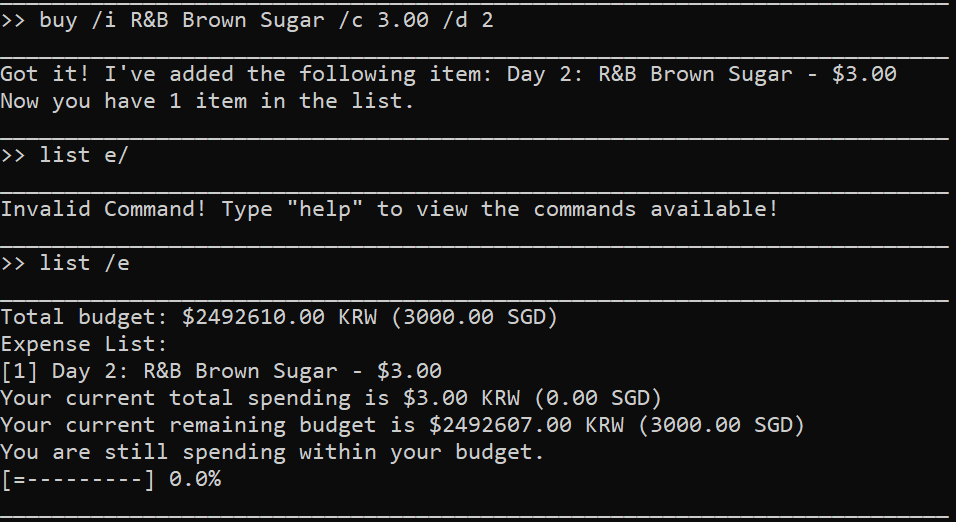 >> buy /i R&B Brown Sugar /c 3.00 /d 2
Got it! I've added the following item: Day 2: R&B Brown Sugar - $3.00
Now you have 1 item in the list.
>> list e/
Invalid Command! Type "help" to view the commands available!
>> list /e
Total budget: $2492610.00 KRW (3000.00 SGD)
Expense List:
[1] Day 2: R&B Brown Sugar - $3.00
Your current total spending is $3.00 KRW (0.00 SGD)
Your current remaining budget is $2492607.00 KRW (3000.00 SGD)
You are still spending within your budget.
[=---------] 0.0%